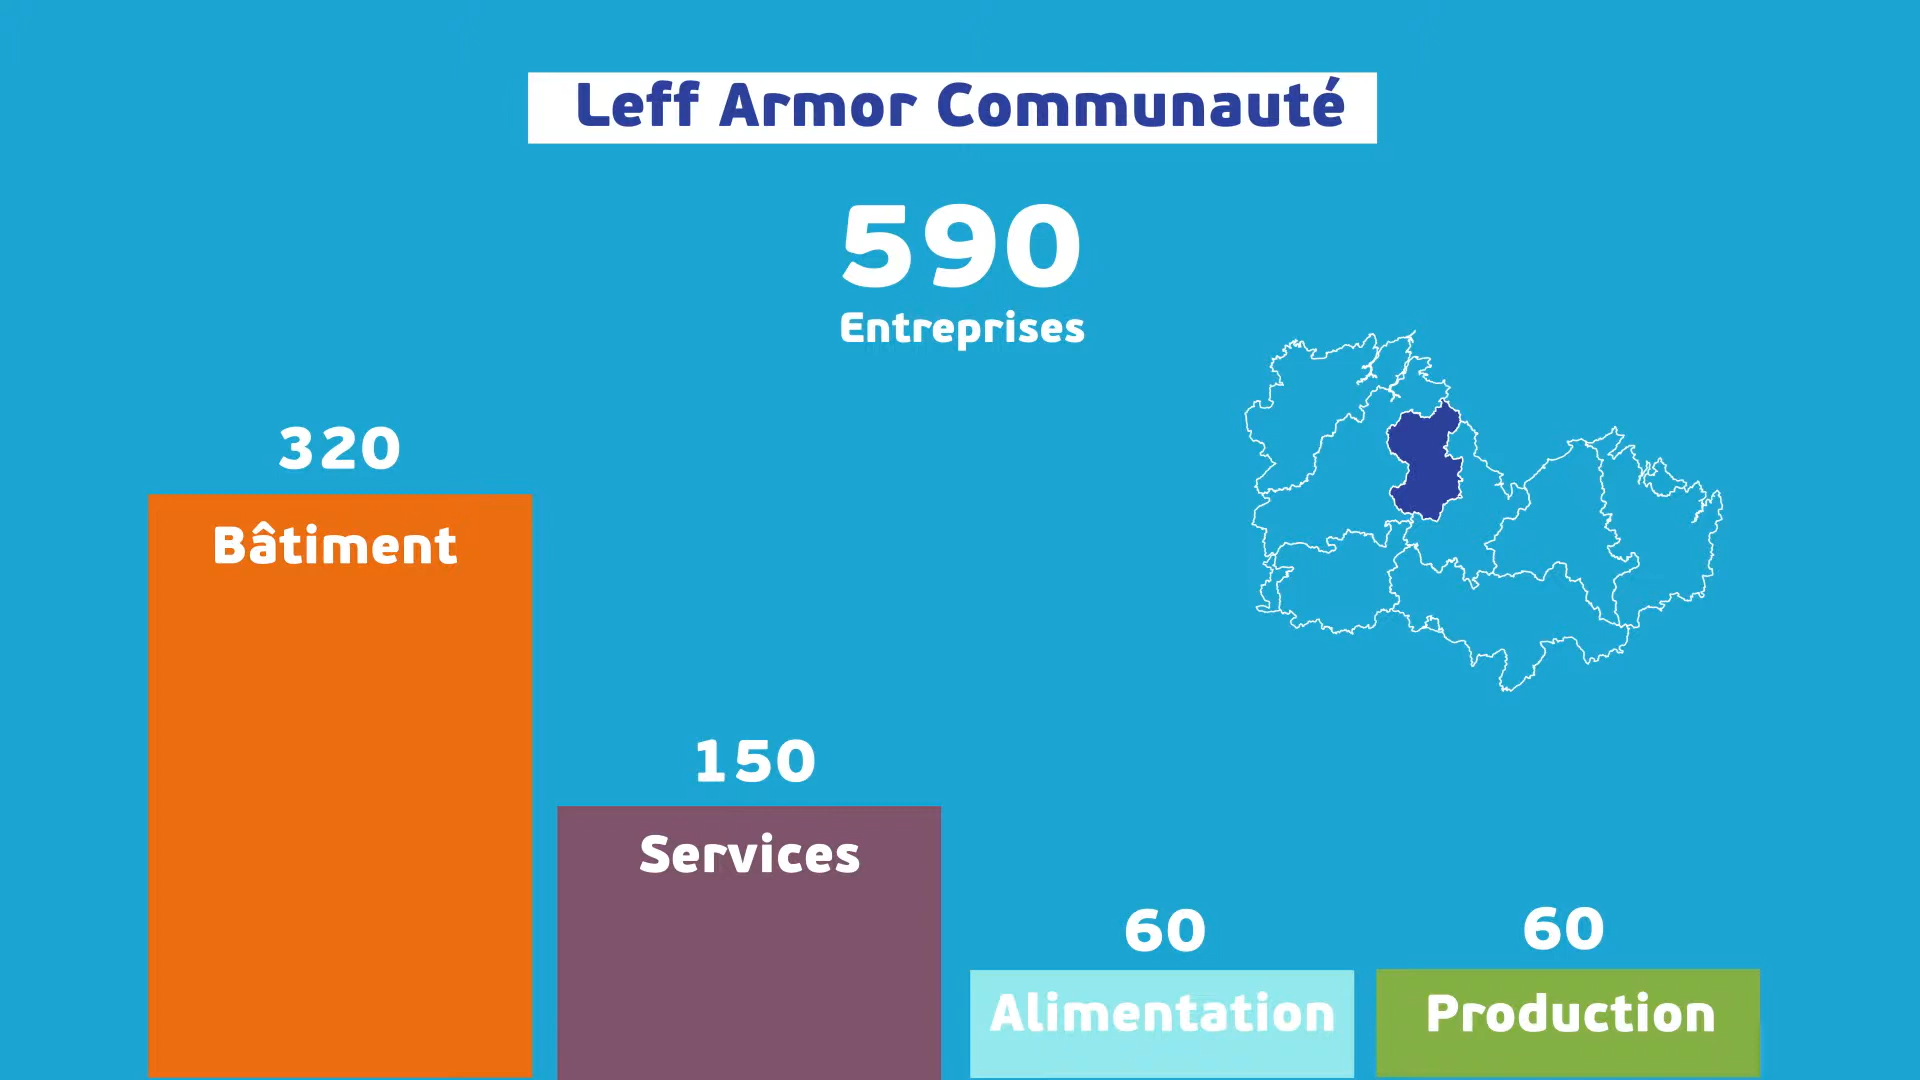 Leff Armor Communauté
590
Entreprises
320
Bâtiment
150
Services
60
Alimentation
60
Production